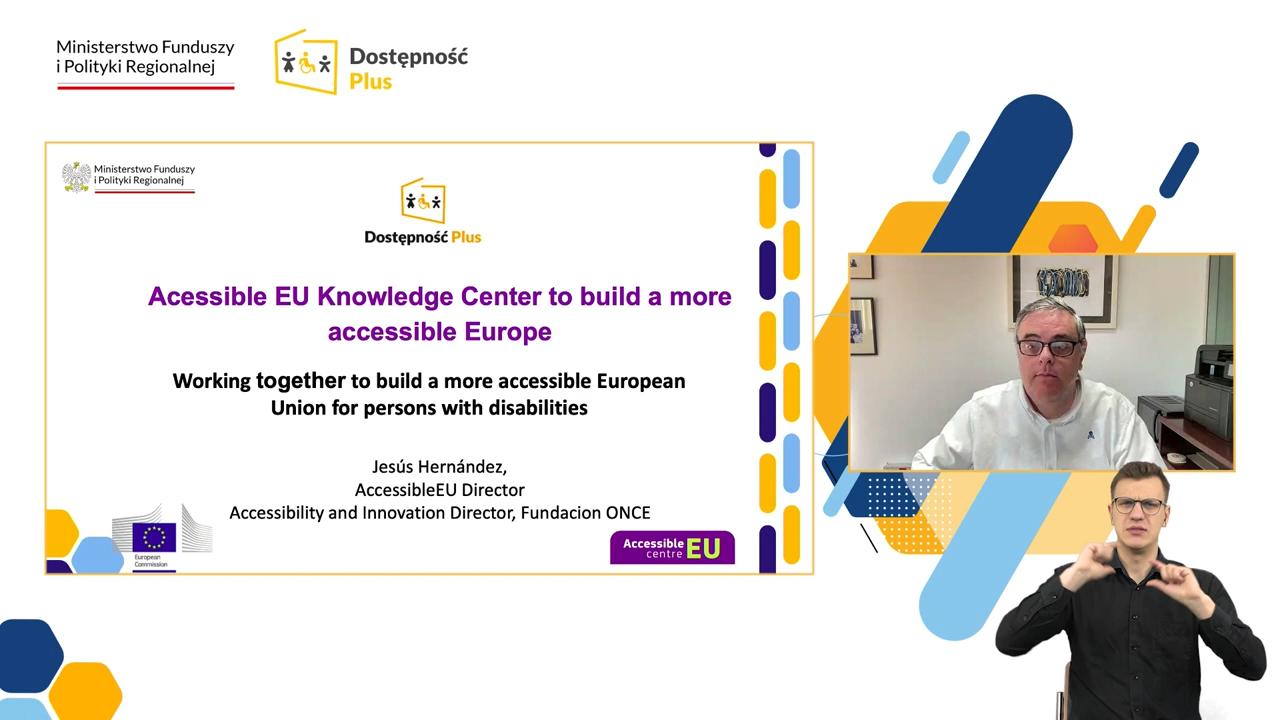 Ministerstwo Funduszy
i Polityki Regionalnej
Dostępność
Plus
Ministerstwo Funduszy
i Polityki Regionalnej
Dostępność Plus
Acessible EU Knowledge Center to build a more
accessible Europe
Working together to build a more accessible European
Union for persons with disabilities
Jesús Hernández,
AccessibleEU Director
Accessibility and Innovation Director, Fundacion ONCE
European
Commission
Accessible
centre EU